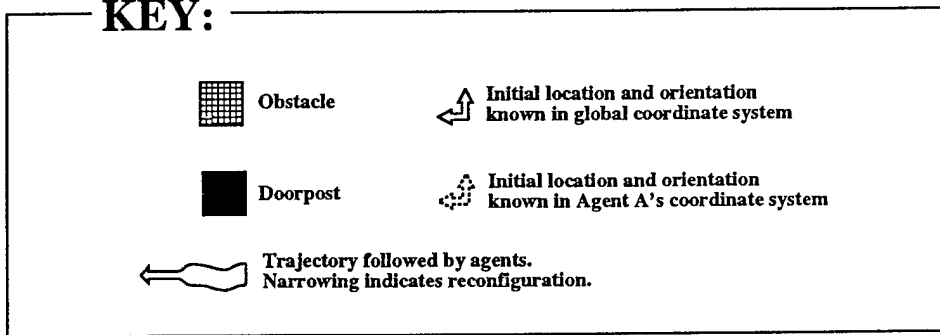 KEY:
Obstacle
Initial location and orientation
known in global coordinate system
Doorpost
Initial location and orientation
known in Agent A's coordinate system
Trajectory followed by agents.
Narrowing indicates reconfiguration.